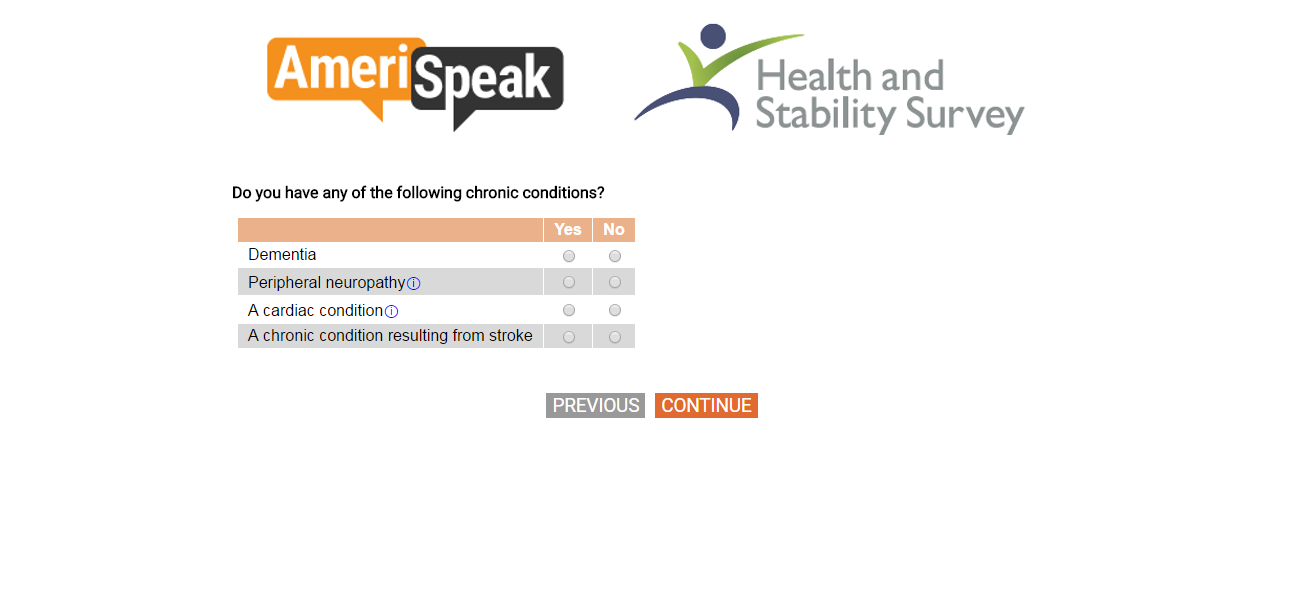 AmeriSpeak
Health and
Stability Survey
Do you have any of the following chronic conditions?
Yes No
Dementia
Peripheral neuropathy ⓘ
A cardiac condition ⓘ
A chronic condition resulting from stroke
PREVIOUS CONTINUE